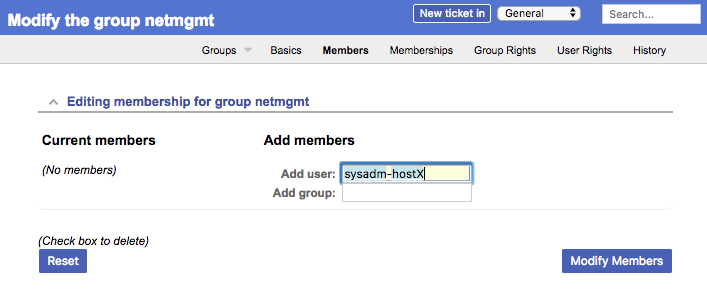 Modify the group netmgmt
New ticket in General Search...
Groups Basics Members Memberships Group Rights User Rights History
Editing membership for group netmgmt
Current members Add members
(No members)
Add user: sysadm-hostX
Add group:
(Check box to delete)
Reset Modify Members